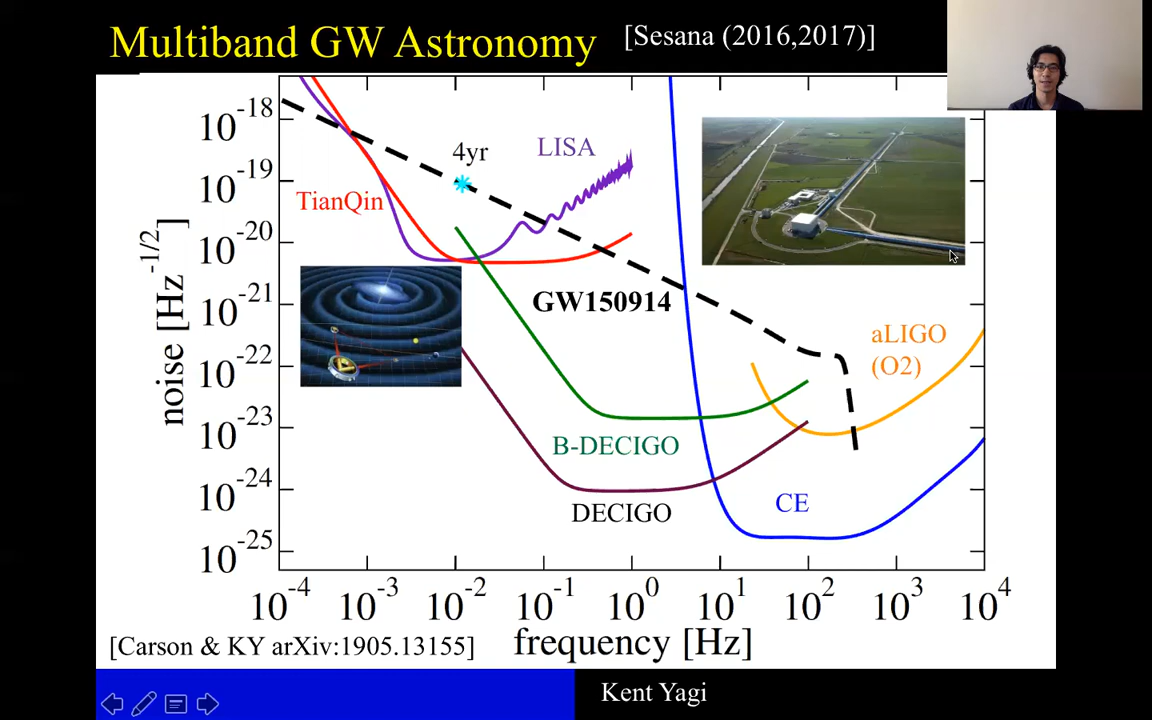 Multiband GW Astronomy [Sesana (2016,2017)]
10^-18
10^-19
10^-20
10^-21
10^-22
10^-23
10^-24
10^-25
noise [Hz^-1/2]
4yr
LISA
TianQin
GW150914
aLIGO
(O2)
B-DECIGO
DECIGO
CE
10^-4 10^-3 10^-2 10^-1 10^0 10^1 10^2 10^3 10^4
frequency [Hz]
[Carson & KY arXiv:1905.13155]
Kent Yagi